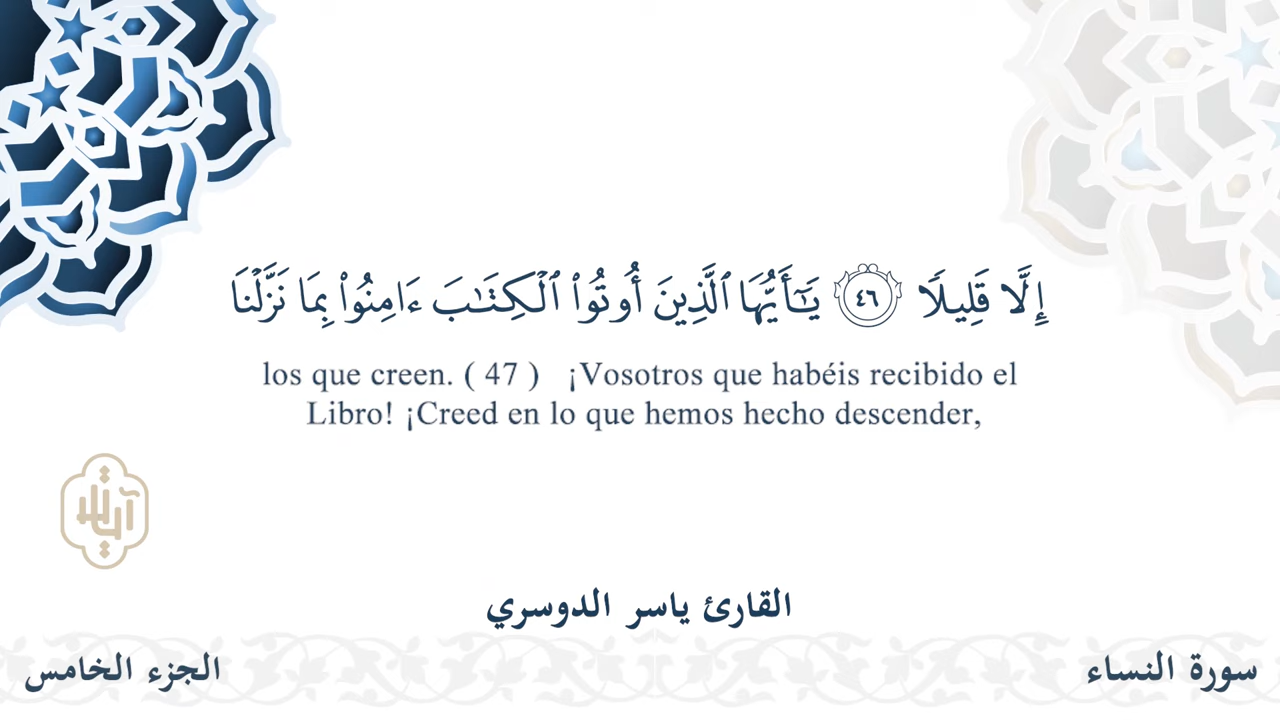 إِلَّا قَلِيلًا ٤٦ يَـٰٓأَيُّهَا ٱلَّذِينَ أُوتُوا۟ ٱلْكِتَـٰبَ ءَامِنُوا۟ بِمَا نَزَّلْنَا
los que creen. ( 47 ) ¡Vosotros que habéis recibido el
Libro! ¡Creed en lo que hemos hecho descender,
آيات
القارئ ياسر الدوسري
سورة النساء
الجزء الخامس